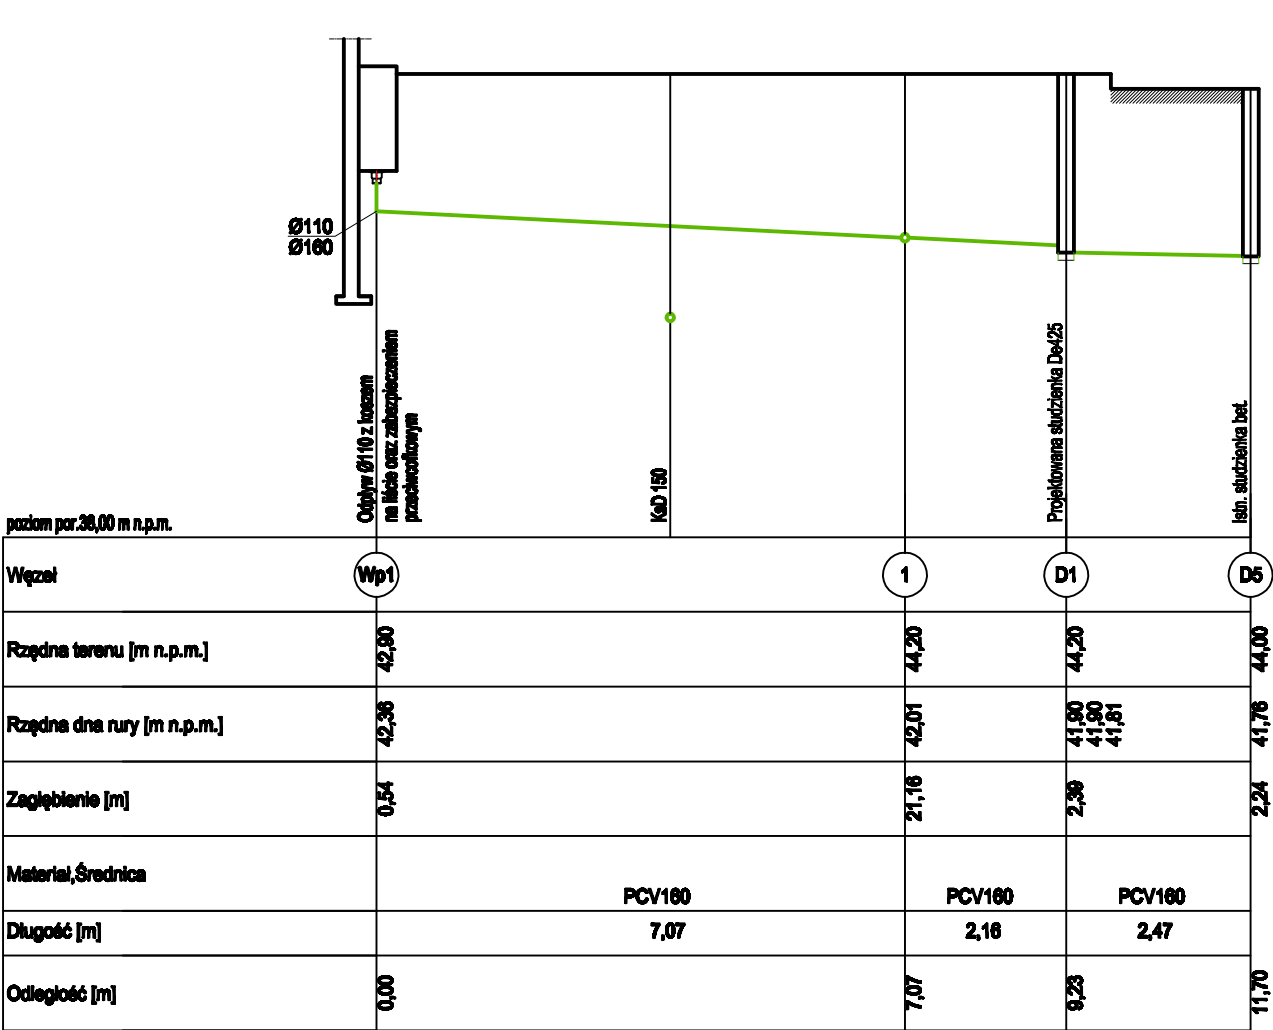 Ø110
Ø160
Odpływ Ø110 z koszem
na liście oraz zabezpieczeniem
przeciwcofkowym
KsD 150
Projektowana studzienka De425
Istn. studzienka bet.
poziom por.38,00 m n.p.m.
Węzeł Wp1 1 D1 D5
Rzędna terenu [m n.p.m.] 42,90 44,20 44,20 44,00
Rzędna dna rury [m n.p.m.] 42,36 42,01 41,90 41,90 41,81 41,76
Zagłębienie [m] 0,54 21,16 2,39 2,24
Materiał,Średnica PCV160 PCV160 PCV160
Długość [m] 7,07 2,16 2,47
Odległość [m] 0,00 7,07 9,23 11,70